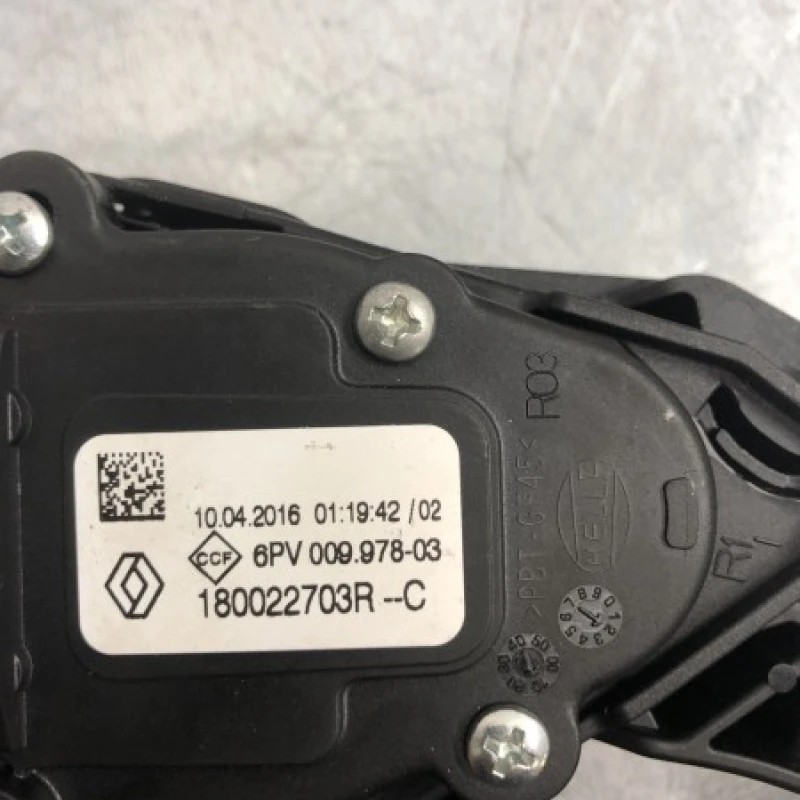 10.04.2016 01:19:42 /02
CCF 6PV 009.978-03
180022703R --C
R03
HELLA
R1